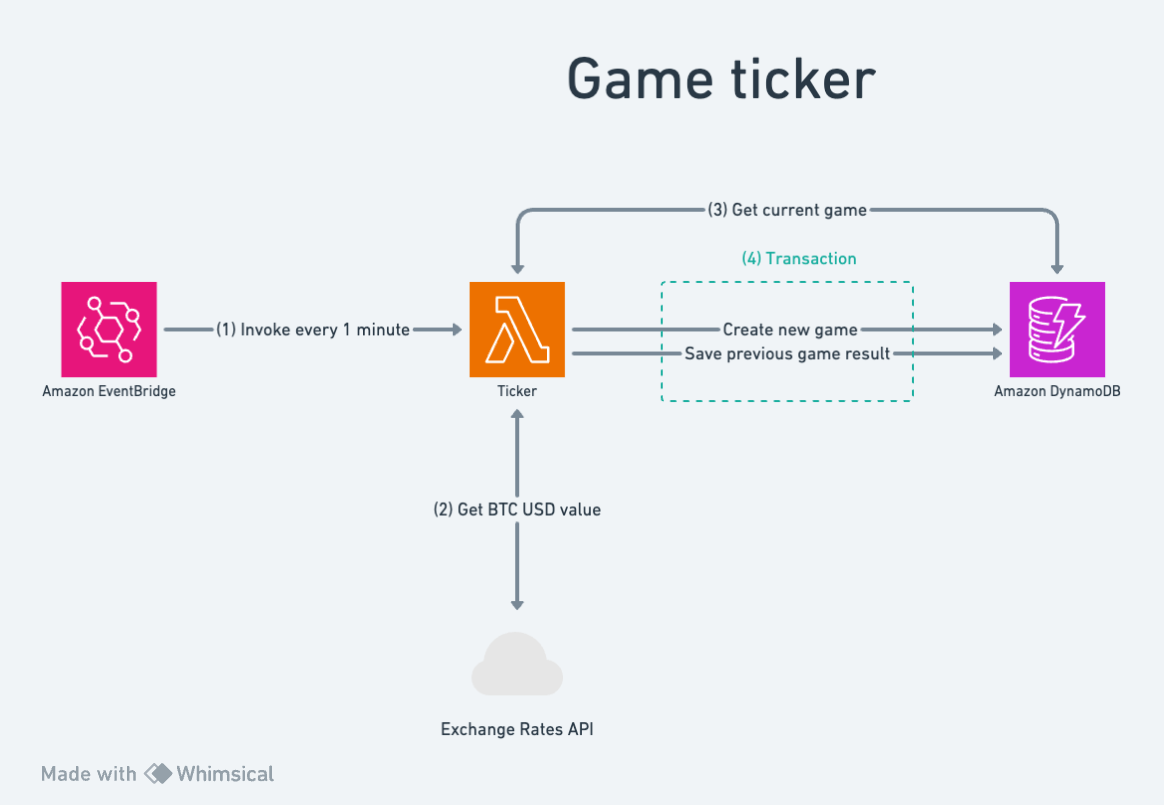 Game ticker
(3) Get current game
(4) Transaction
(1) Invoke every 1 minute
Create new game
Save previous game result
Amazon EventBridge
Ticker
Amazon DynamoDB
(2) Get BTC USD value
Exchange Rates API
Made with Whimsical